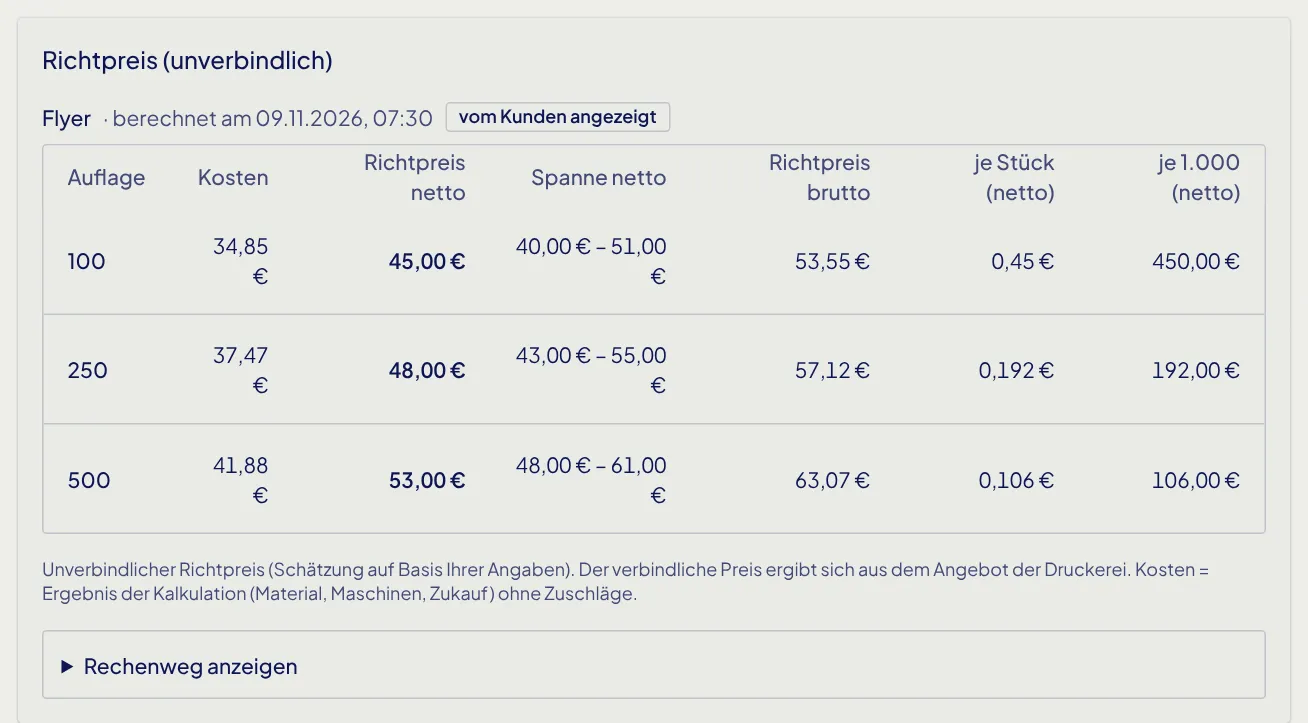 Richtpreis (unverbindlich)
Flyer · berechnet am 09.11.2026, 07:30 vom Kunden angezeigt
Auflage Kosten Richtpreis netto Spanne netto Richtpreis brutto je Stück (netto) je 1.000 (netto)
100 34,85 € 45,00 € 40,00 € – 51,00 € 53,55 € 0,45 € 450,00 €
250 37,47 € 48,00 € 43,00 € – 55,00 € 57,12 € 0,192 € 192,00 €
500 41,88 € 53,00 € 48,00 € – 61,00 € 63,07 € 0,106 € 106,00 €
Unverbindlicher Richtpreis (Schätzung auf Basis Ihrer Angaben). Der verbindliche Preis ergibt sich aus dem Angebot der Druckerei. Kosten =
Ergebnis der Kalkulation (Material, Maschinen, Zukauf) ohne Zuschläge.
Rechenweg anzeigen